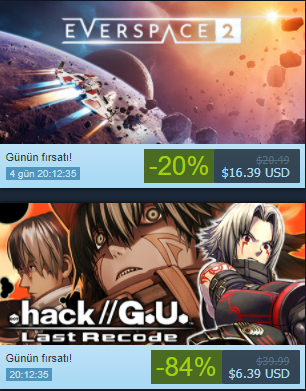 EVERSPACE 2
Günün fırsatı!
4 gün 20:12:35
-20%
$20.49
$16.39 USD
.hack//G.U.™
Last Recode
Günün fırsatı!
20:12:35
-84%
$39.99
$6.39 USD